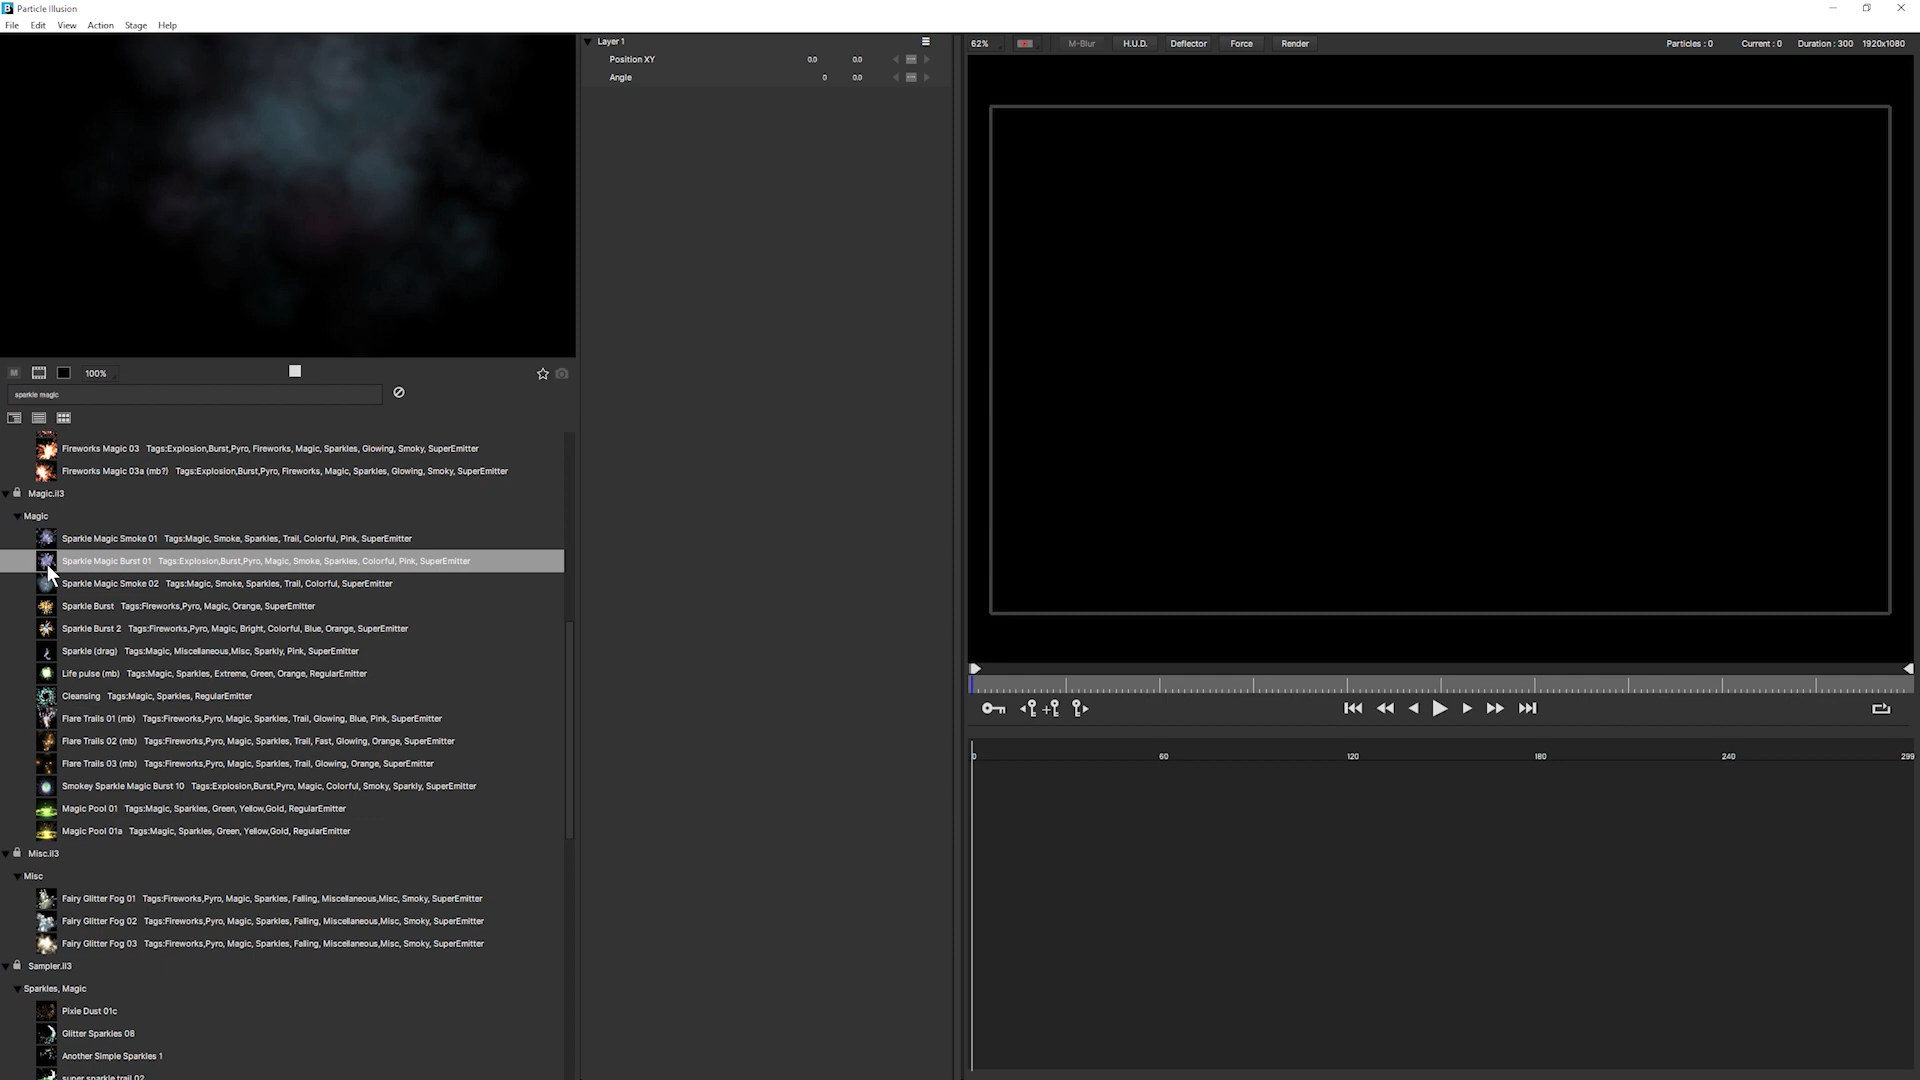 Particle Illusion
File Edit View Action Stage Help
Layer 1
Position XY 0.0 0.0
Angle 0 0.0
62% M-Blur H.U.D. Deflector Force Render Particles : 0 Current : 0 Duration : 300 1920x1080
M 100%
sparkle magic
Fireworks Magic 03 Tags:Explosion,Burst,Pyro, Fireworks, Magic, Sparkles, Glowing, Smoky, SuperEmitter
Fireworks Magic 03a (mb?) Tags:Explosion,Burst,Pyro, Fireworks, Magic, Sparkles, Glowing, Smoky, SuperEmitter
Magic.il3
Magic
Sparkle Magic Smoke 01 Tags:Magic, Smoke, Sparkles, Trail, Colorful, Pink, SuperEmitter
Sparkle Magic Burst 01 Tags:Explosion,Burst,Pyro, Magic, Smoke, Sparkles, Colorful, Pink, SuperEmitter
Sparkle Magic Smoke 02 Tags:Magic, Smoke, Sparkles, Trail, Colorful, SuperEmitter
Sparkle Burst Tags:Fireworks,Pyro, Magic, Orange, SuperEmitter
Sparkle Burst 2 Tags:Fireworks,Pyro, Magic, Bright, Colorful, Blue, Orange, SuperEmitter
Sparkle (drag) Tags:Magic, Miscellaneous,Misc, Sparkly, Pink, SuperEmitter
Life pulse (mb) Tags:Magic, Sparkles, Extreme, Green, Orange, RegularEmitter
Cleansing Tags:Magic, Sparkles, RegularEmitter
Flare Trails 01 (mb) Tags:Fireworks,Pyro, Magic, Sparkles, Trail, Glowing, Blue, Pink, SuperEmitter
Flare Trails 02 (mb) Tags:Fireworks,Pyro, Magic, Sparkles, Trail, Fast, Glowing, Orange, SuperEmitter
Flare Trails 03 (mb) Tags:Fireworks,Pyro, Magic, Sparkles, Trail, Glowing, Orange, SuperEmitter
Smokey Sparkle Magic Burst 10 Tags:Explosion,Burst,Pyro, Magic, Colorful, Smoky, Sparkly, SuperEmitter
Magic Pool 01 Tags:Magic, Sparkles, Green, Yellow,Gold, RegularEmitter
Magic Pool 01a Tags:Magic, Sparkles, Green, Yellow,Gold, RegularEmitter
Misc.il3
Misc
Fairy Glitter Fog 01 Tags:Fireworks,Pyro, Magic, Sparkles, Falling, Miscellaneous,Misc, Smoky, SuperEmitter
Fairy Glitter Fog 02 Tags:Fireworks,Pyro, Magic, Sparkles, Falling, Miscellaneous,Misc, Smoky, SuperEmitter
Fairy Glitter Fog 03 Tags:Fireworks,Pyro, Magic, Sparkles, Falling, Miscellaneous,Misc, Smoky, SuperEmitter
Sampler.il3
Sparkles, Magic
Pixie Dust 01c
Glitter Sparkles 08
Another Simple Sparkles 1
super sparkle trail 02
0 60 120 180 240 299